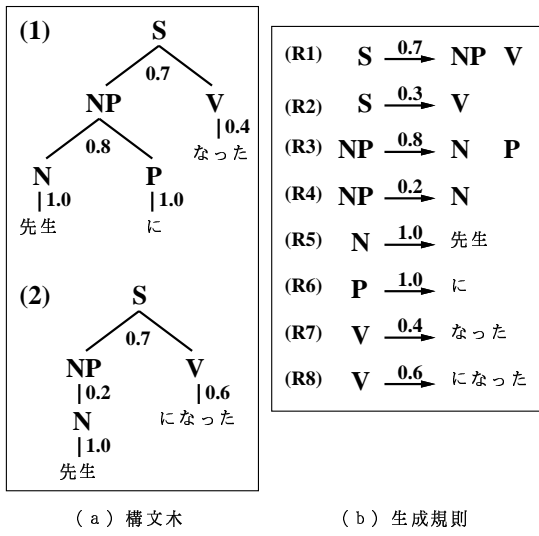 (1)
S
0.7
NP V
0.8 0.4
なった
N P
1.0 1.0
先生 に
(2)
S
0.7
NP V
0.2 0.6
N になった
1.0
先生
(a) 構文木
(R1) S 0.7 NP V
(R2) S 0.3 V
(R3) NP 0.8 N P
(R4) NP 0.2 N
(R5) N 1.0 先生
(R6) P 1.0 に
(R7) V 0.4 なった
(R8) V 0.6 になった
(b) 生成規則